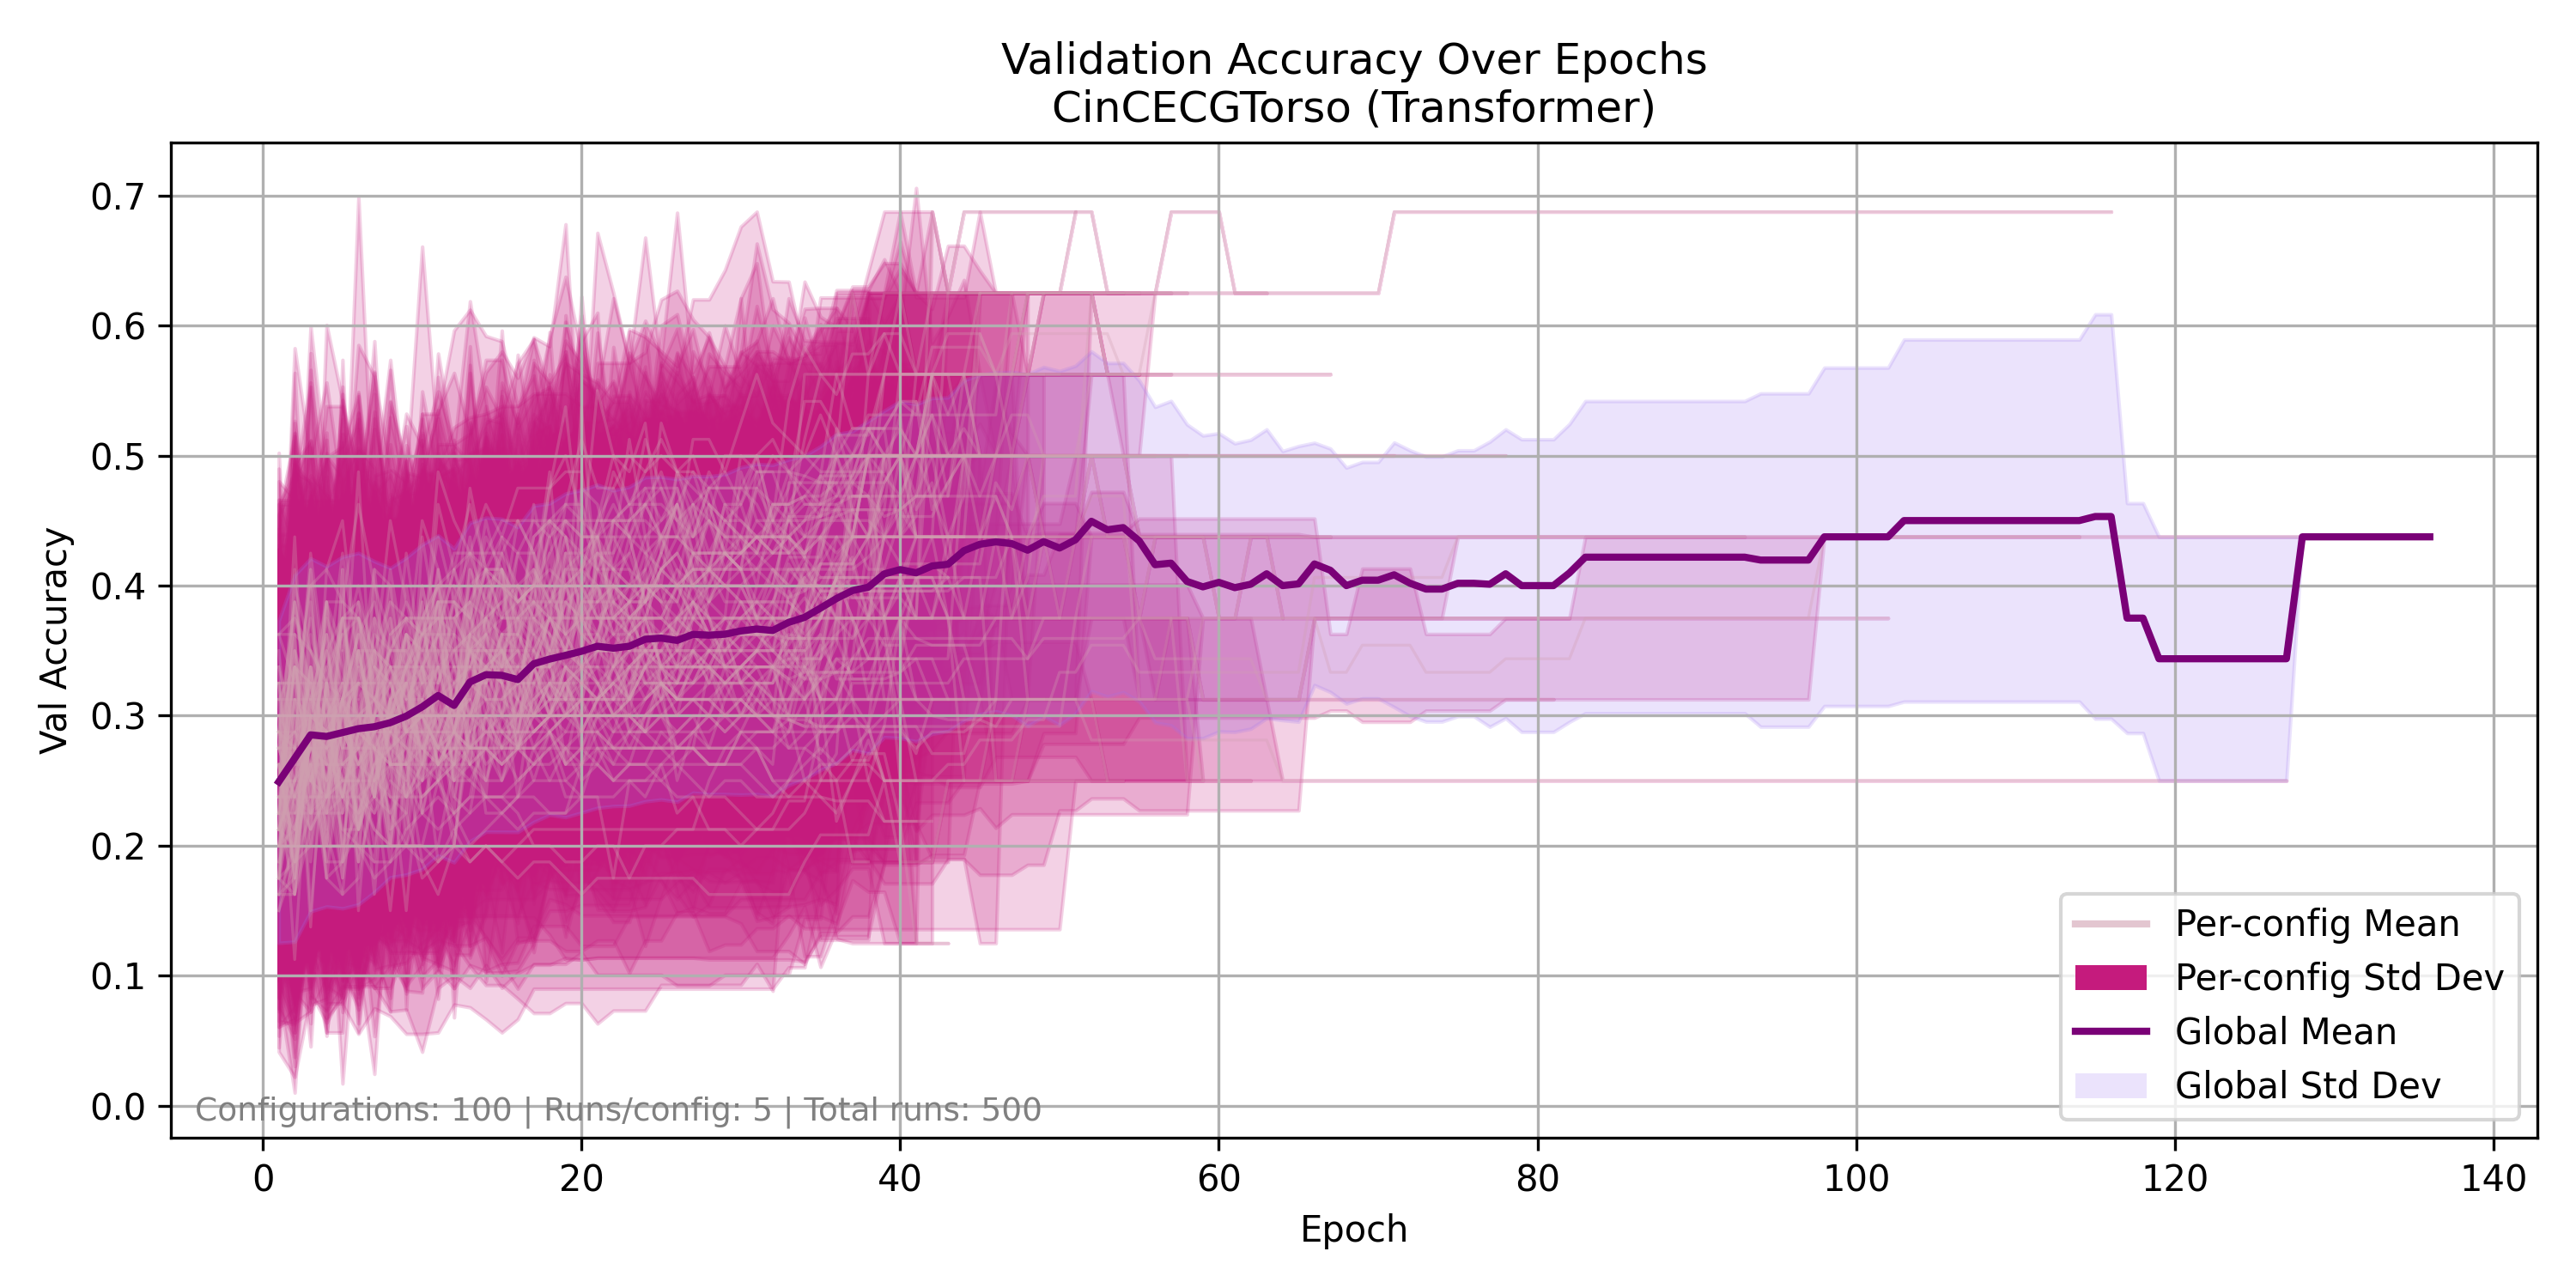 Validation Accuracy Over Epochs
CinCECGTorso (Transformer)
Val Accuracy
0.7
0.6
0.5
0.4
0.3
0.2
0.1
0.0
Configurations: 100 | Runs/config: 5 | Total runs: 500
Per-config Mean
Per-config Std Dev
Global Mean
Global Std Dev
0 20 40 60 80 100 120 140
Epoch